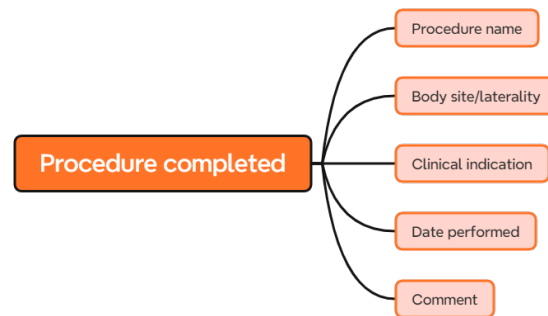 Procedure completed
Procedure name
Body site/laterality
Clinical indication
Date performed
Comment